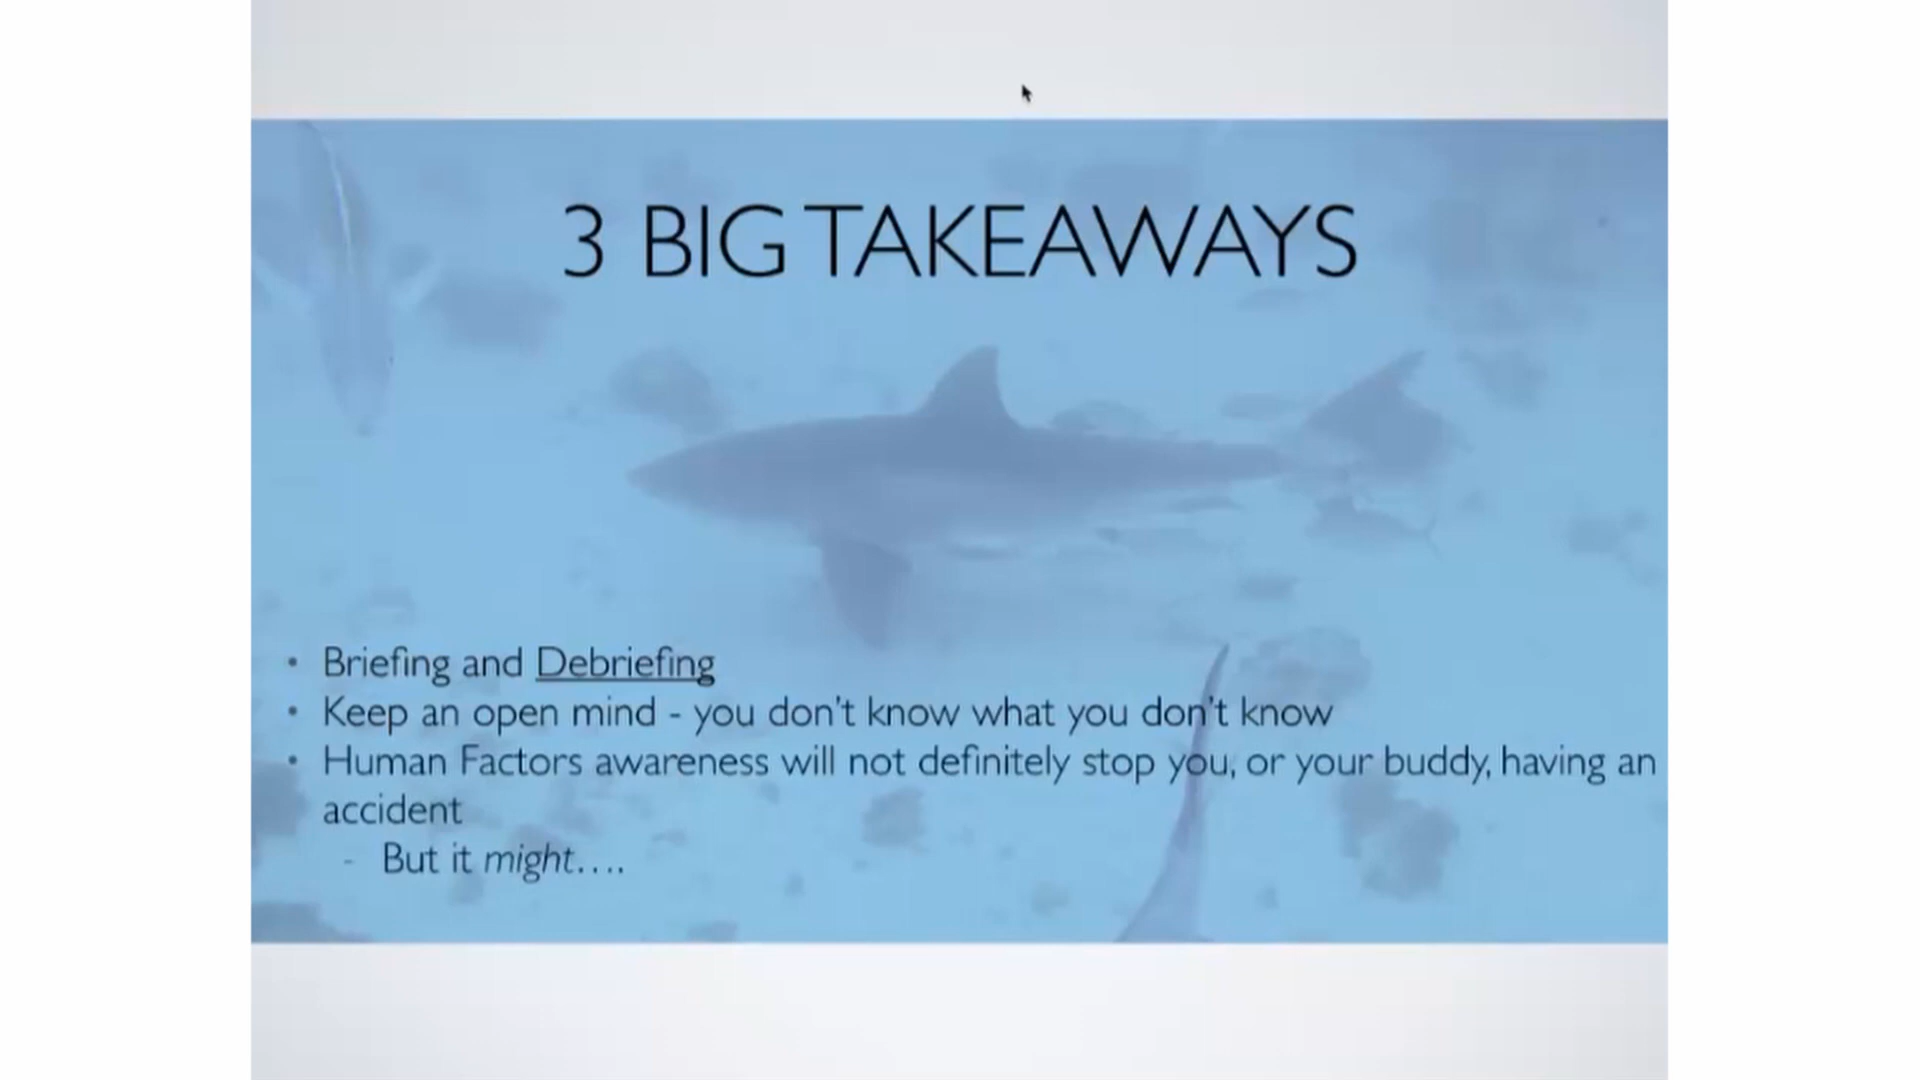 3 BIG TAKEAWAYS
• Briefing and Debriefing
• Keep an open mind - you don't know what you don't know
• Human Factors awareness will not definitely stop you, or your buddy, having an
accident
- But it might….